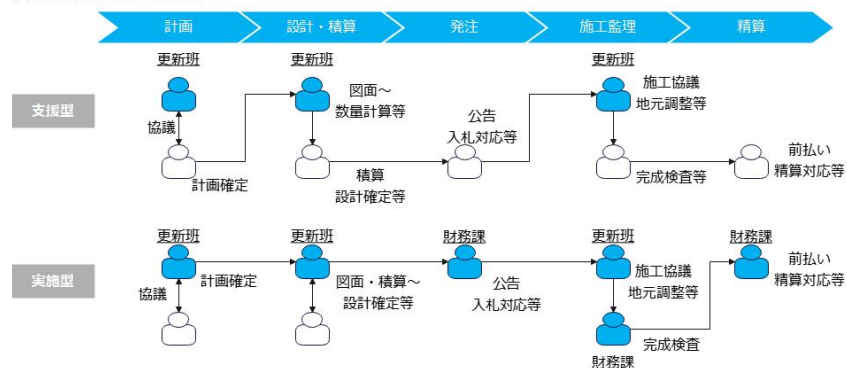 計画
設計・積算
発注
施工監理
精算
支援型
更新班
協議
計画確定
更新班
図面～
数量計算等
積算
設計確定等
公告
入札対応等
更新班
施工協議
地元調整等
完成検査等
前払い
精算対応等
実施型
更新班
協議
計画確定
更新班
図面・積算～
設計確定等
財務課
公告
入札対応等
更新班
施工協議
地元調整等
財務課
完成検査
財務課
前払い
精算対応等